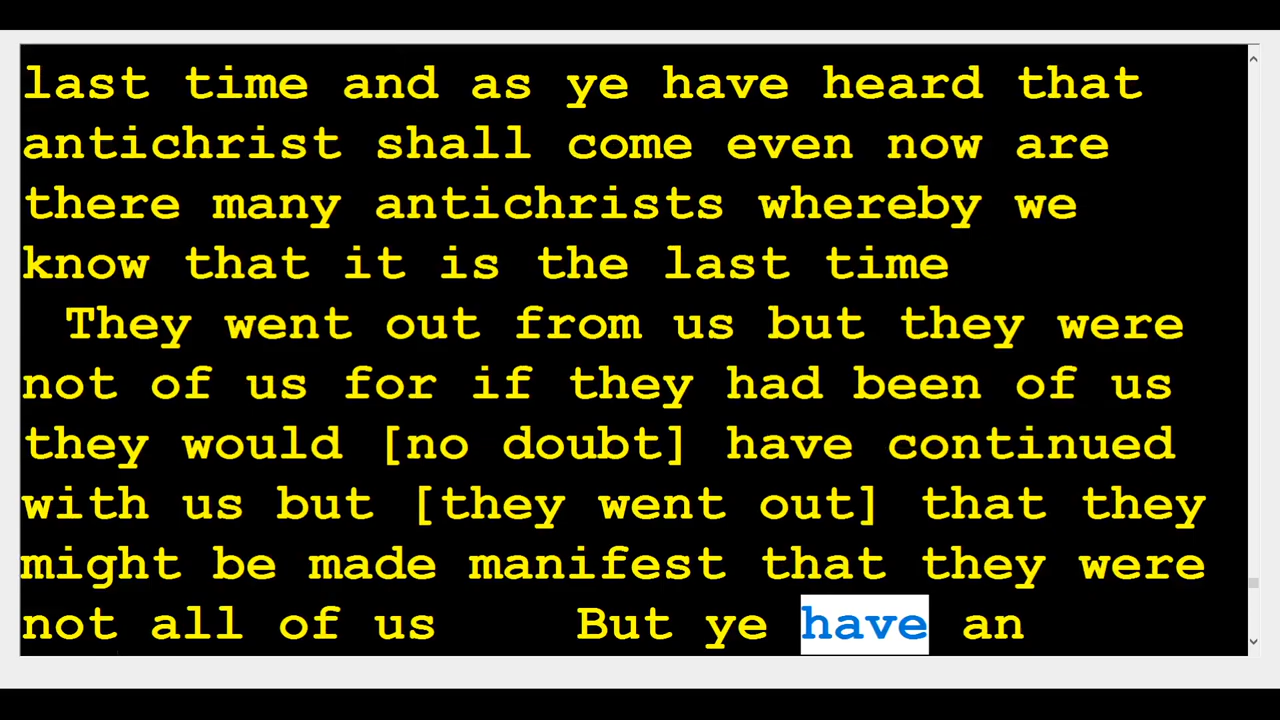 last time and as ye have heard that
antichrist shall come even now are
there many antichrists whereby we
know that it is the last time
They went out from us but they were
not of us for if they had been of us
they would [no doubt] have continued
with us but [they went out] that they
might be made manifest that they were
not all of us But ye have an